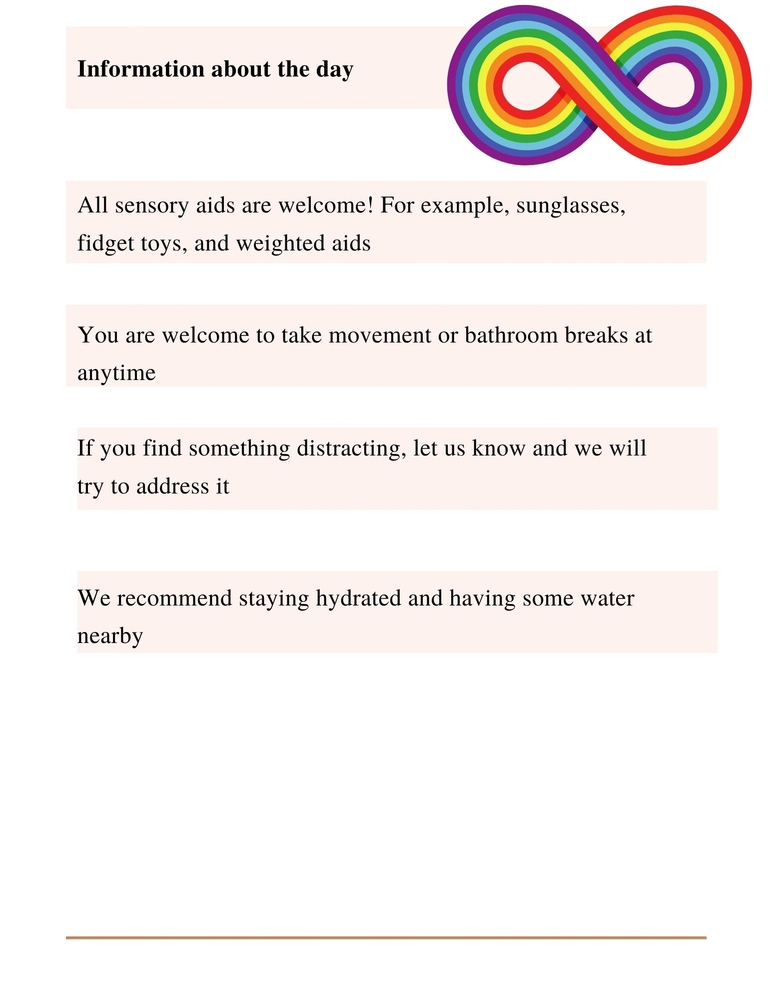 Information about the day
All sensory aids are welcome! For example, sunglasses,
fidget toys, and weighted aids
You are welcome to take movement or bathroom breaks at
anytime
If you find something distracting, let us know and we will
try to address it
We recommend staying hydrated and having some water
nearby